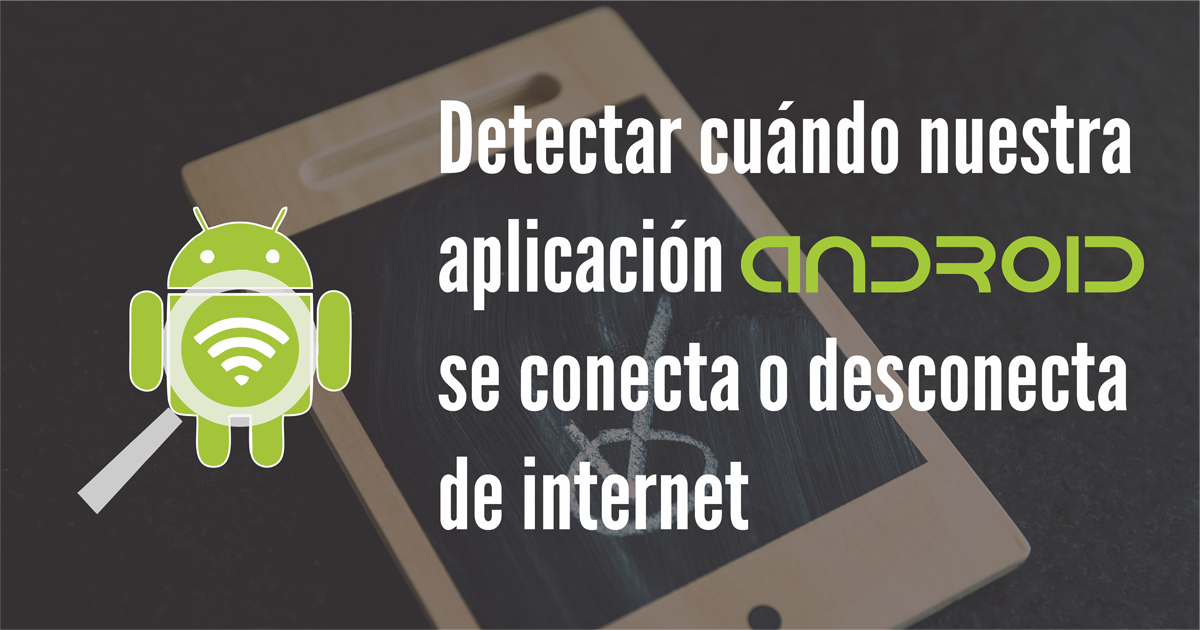 Detectar cuándo nuestra
aplicación ANDROID
se conecta o desconecta
de internet